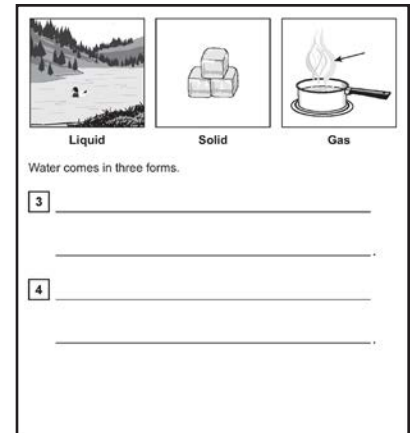 Liquid
Solid
Gas
Water comes in three forms.
3
.
4
.